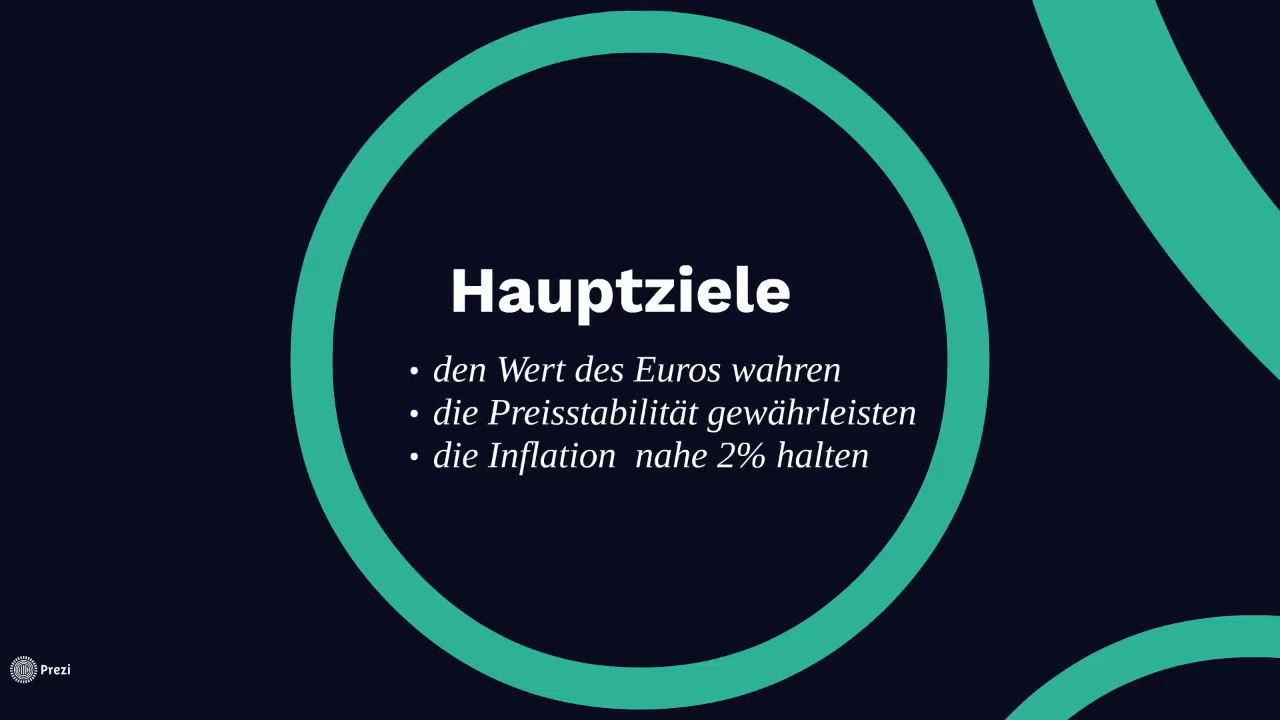 Hauptziele
• den Wert des Euros wahren
• die Preisstabilität gewährleisten
• die Inflation  nahe 2% halten
Prezi